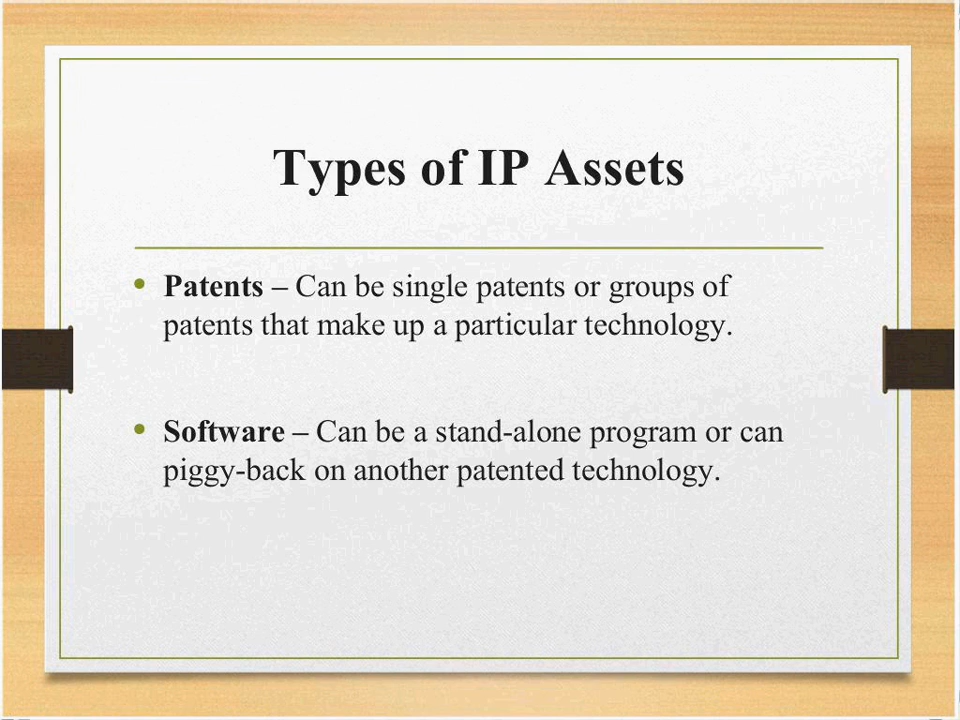 Types of IP Assets
• Patents – Can be single patents or groups of
patents that make up a particular technology.
• Software – Can be a stand-alone program or can
piggy-back on another patented technology.